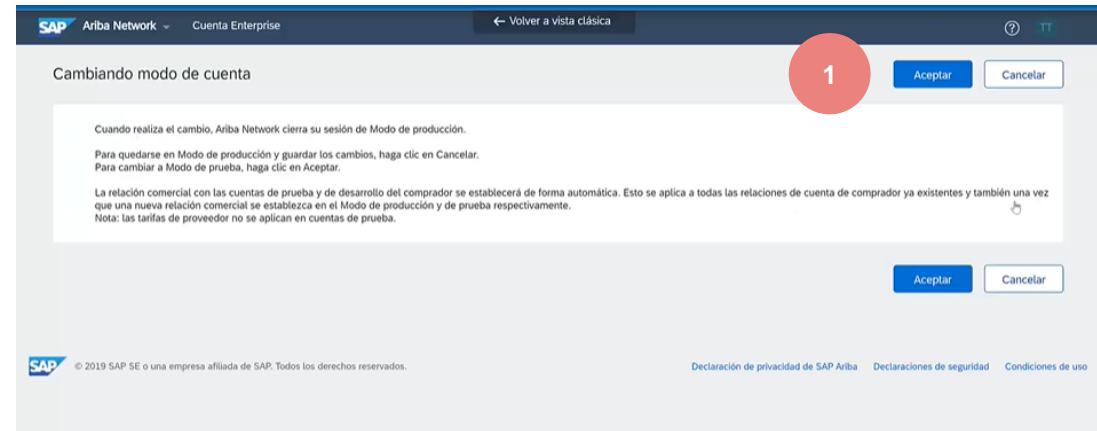 SAP Ariba Network Cuenta Enterprise ← Volver a vista clásica ? TT
Cambiando modo de cuenta 1 Aceptar Cancelar
Cuando realiza el cambio, Ariba Network cierra su sesión de Modo de producción.
Para quedarse en Modo de producción y guardar los cambios, haga clic en Cancelar.
Para cambiar a Modo de prueba, haga clic en Aceptar.
La relación comercial con las cuentas de prueba y de desarrollo del comprador se establecerá de forma automática. Esto se aplica a todas las relaciones de cuenta de comprador ya existentes y también una vez
que una nueva relación comercial se establezca en el Modo de producción y de prueba respectivamente.
Nota: las tarifas de proveedor no se aplican en cuentas de prueba.
Aceptar Cancelar
SAP © 2019 SAP SE o una empresa afiliada de SAP. Todos los derechos reservados. Declaración de privacidad de SAP Ariba Declaraciones de seguridad Condiciones de uso